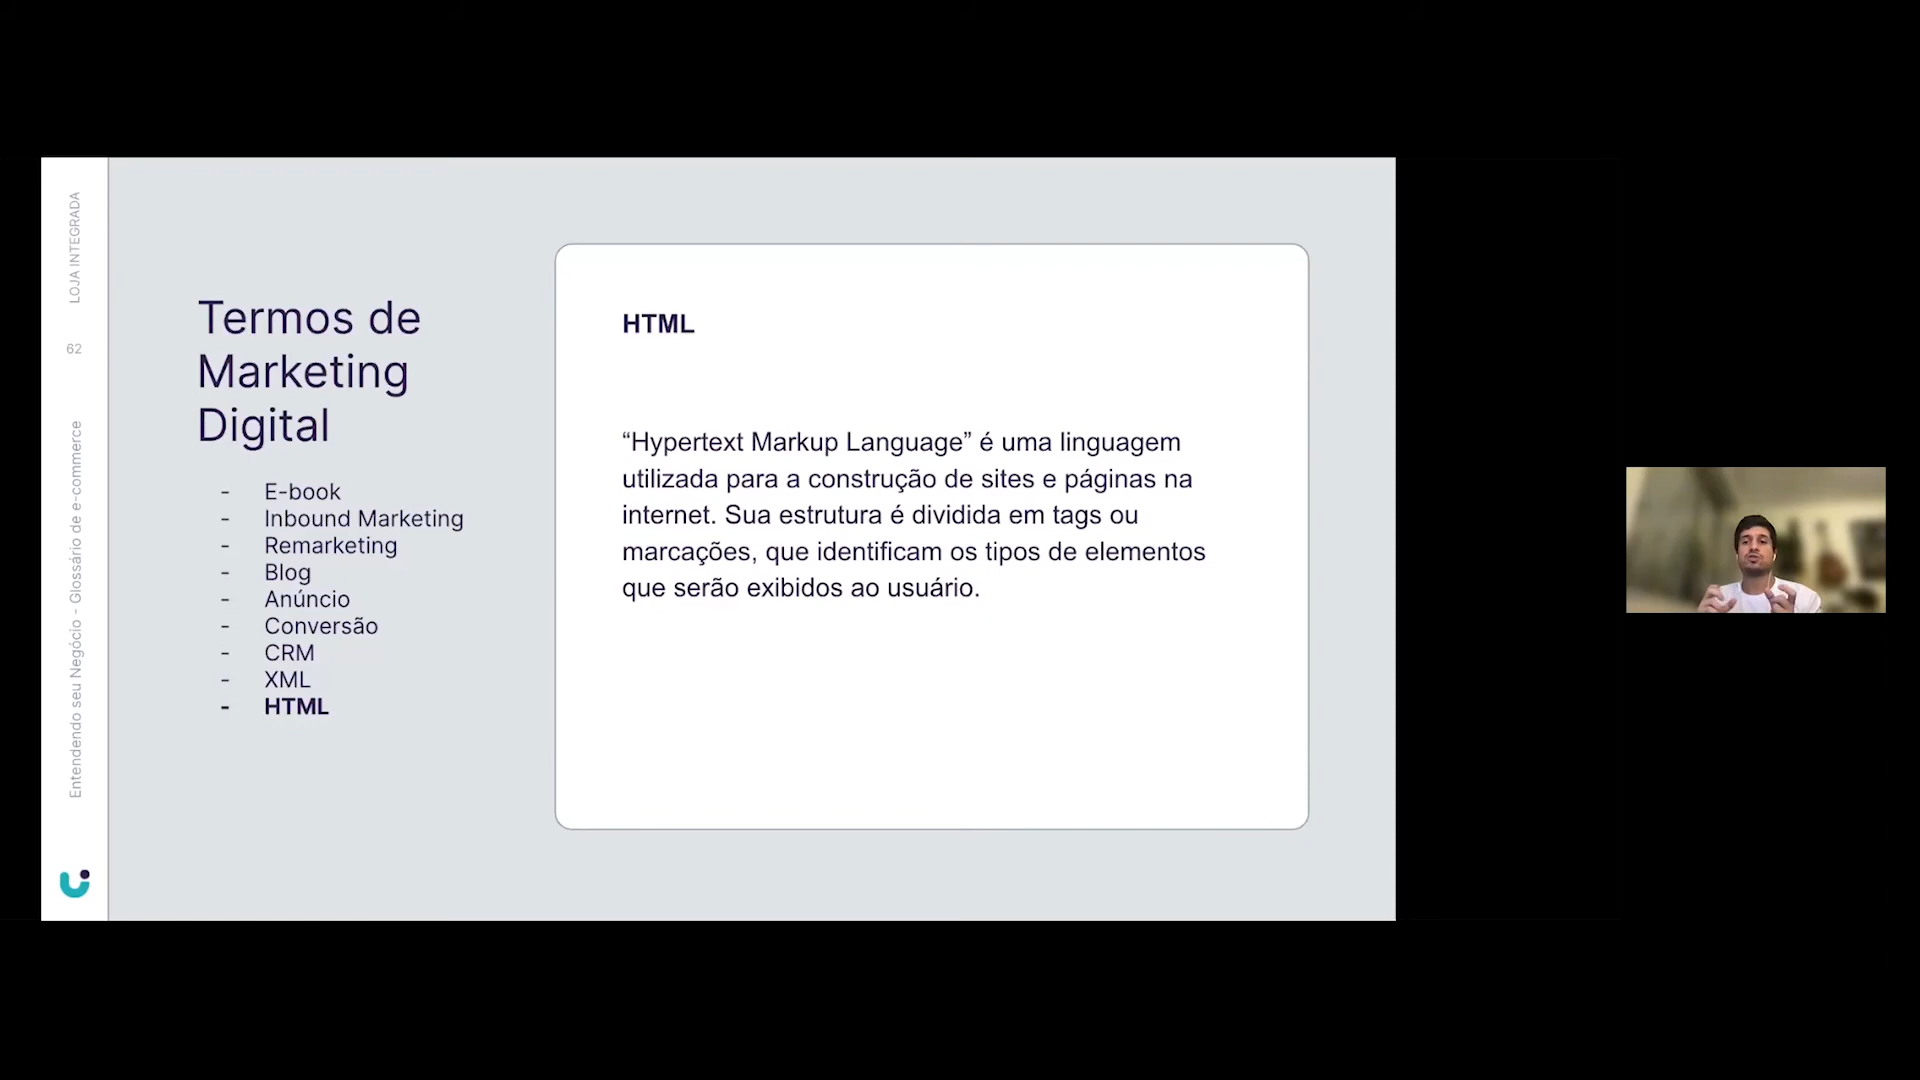 LOJA INTEGRADA
62
Entendendo seu Negócio - Glossário de e-commerce
Termos de
Marketing
Digital
- E-book
- Inbound Marketing
- Remarketing
- Blog
- Anúncio
- Conversão
- CRM
- XML
- HTML
HTML
“Hypertext Markup Language” é uma linguagem
utilizada para a construção de sites e páginas na
internet. Sua estrutura é dividida em tags ou
marcações, que identificam os tipos de elementos
que serão exibidos ao usuário.